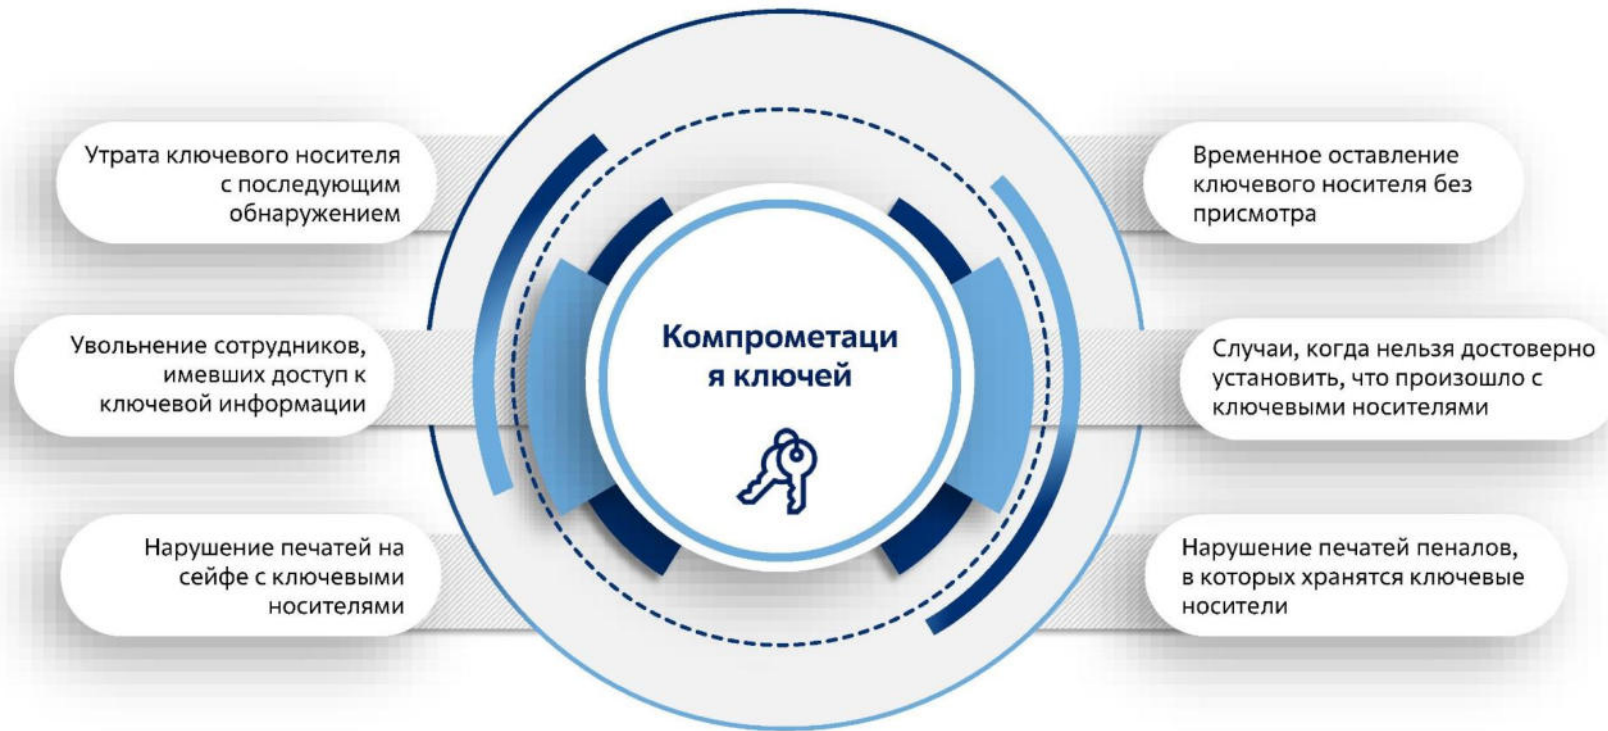 Утрата ключевого носителя
с последующим
обнаружением
Увольнение сотрудников,
имевших доступ к
ключевой информации
Нарушение печатей на
сейфе с ключевыми
носителями
Компрометаци
я ключей
Временное оставление
ключевого носителя без
присмотра
Случаи, когда нельзя достоверно
установить, что произошло с
ключевыми носителями
Нарушение печатей пеналов,
в которых хранятся ключевые
носители